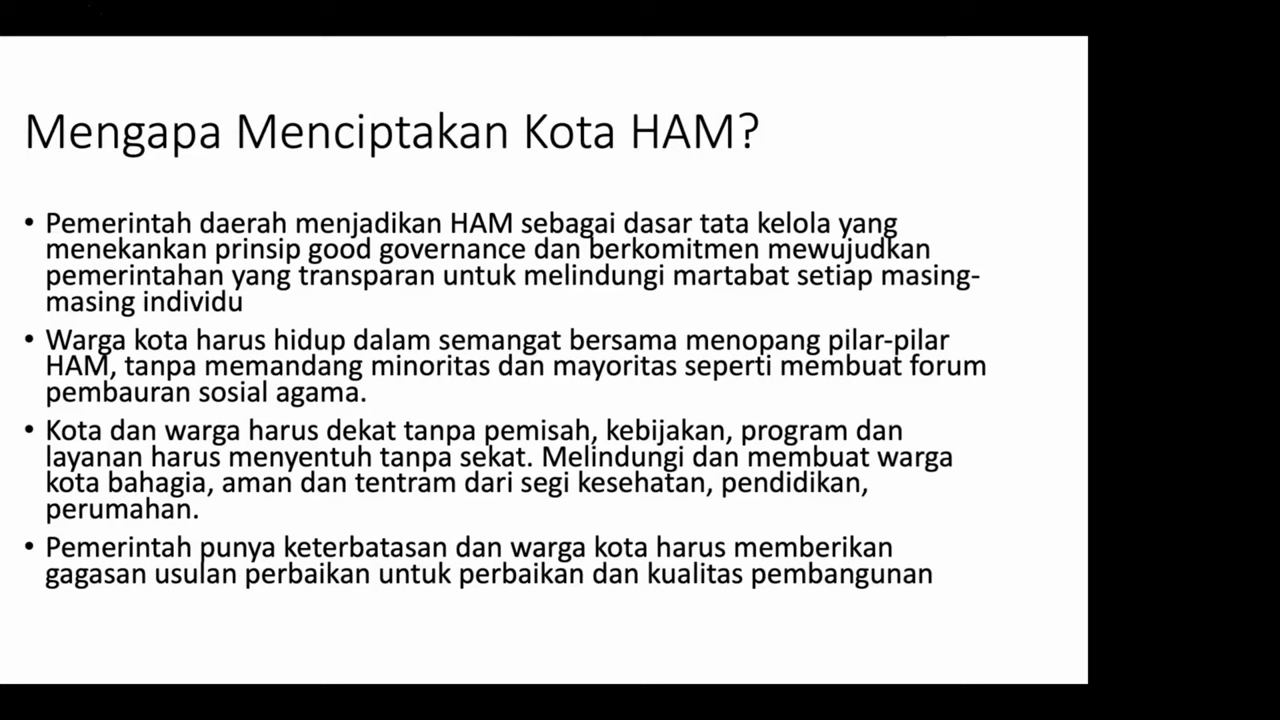 Mengapa Menciptakan Kota HAM?
• Pemerintah daerah menjadikan HAM sebagai dasar tata kelola yang
menekankan prinsip good governance dan berkomitmen mewujudkan
pemerintahan yang transparan untuk melindungi martabat setiap masing-
masing individu
• Warga kota harus hidup dalam semangat bersama menopang pilar-pilar
HAM, tanpa memandang minoritas dan mayoritas seperti membuat forum
pembauran sosial agama.
• Kota dan warga harus dekat tanpa pemisah, kebijakan, program dan
layanan harus menyentuh tanpa sekat. Melindungi dan membuat warga
kota bahagia, aman dan tentram dari segi kesehatan, pendidikan,
perumahan.
• Pemerintah punya keterbatasan dan warga kota harus memberikan
gagasan usulan perbaikan untuk perbaikan dan kualitas pembangunan